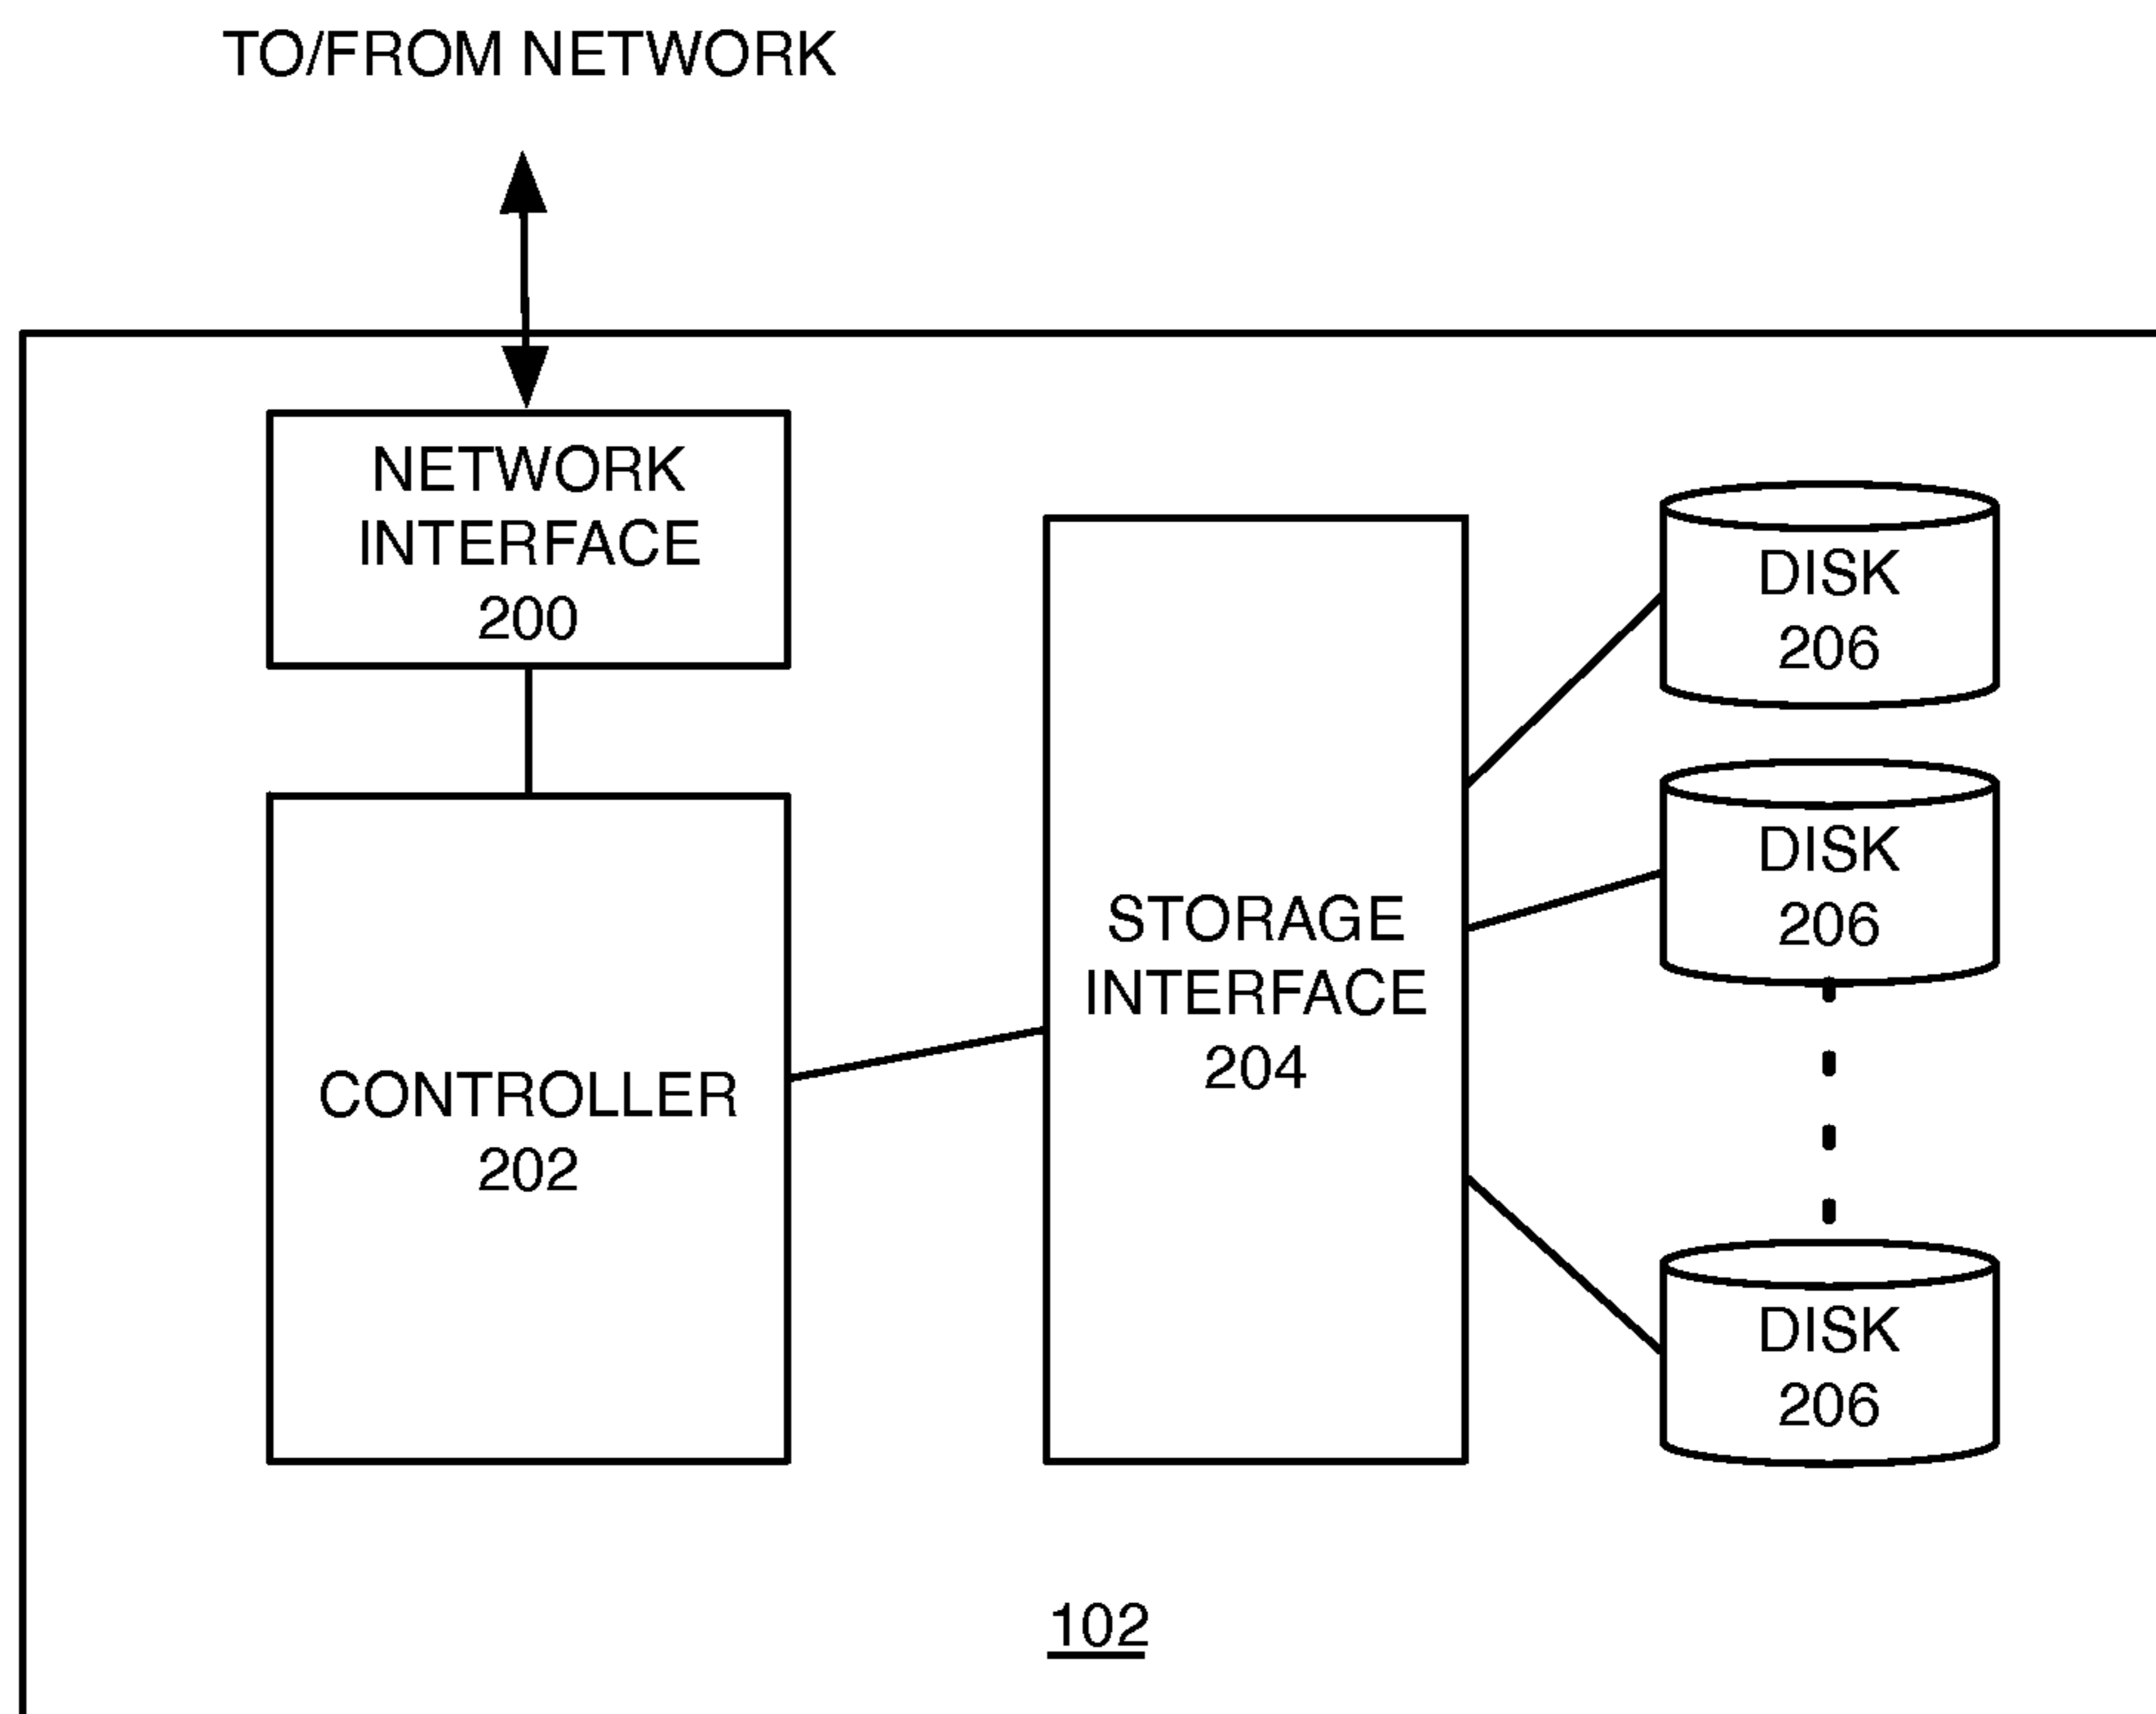 TO/FROM NETWORK
NETWORK
INTERFACE
200
CONTROLLER
202
STORAGE
INTERFACE
204
DISK
206
DISK
206
DISK
206
102